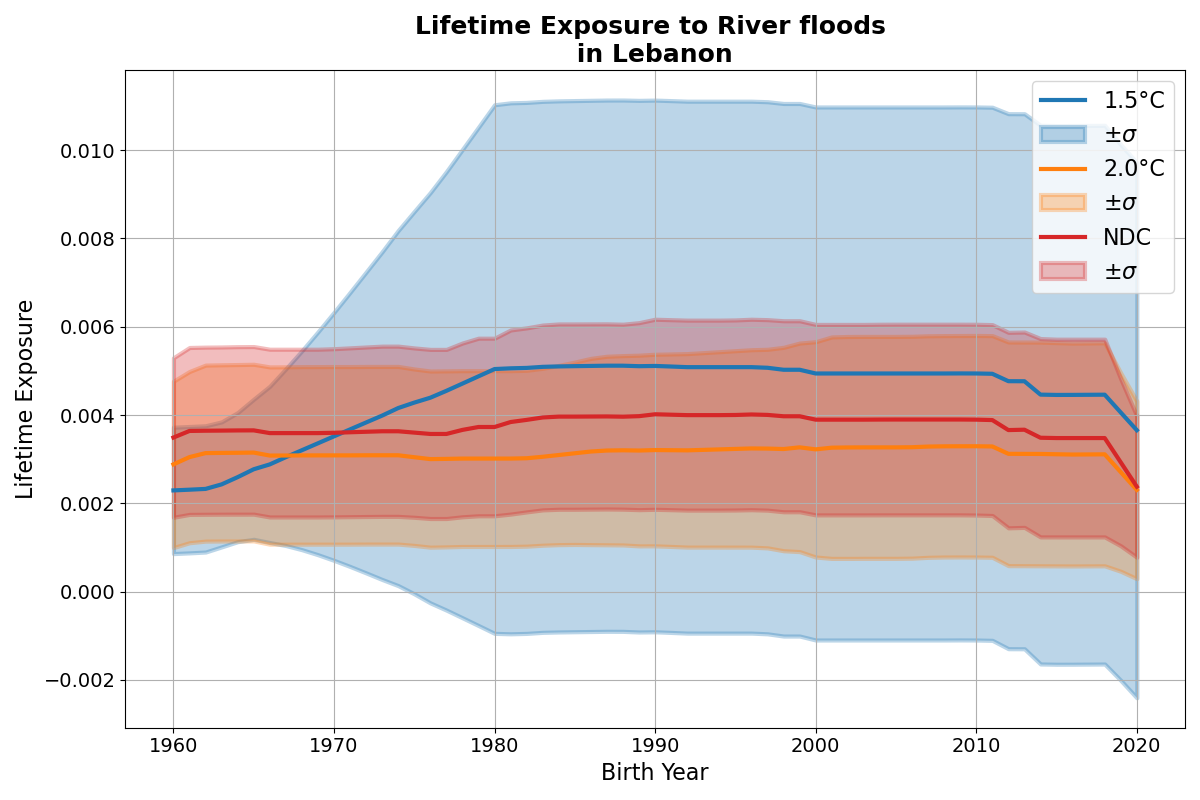 Lifetime Exposure to River floods
in Lebanon
Lifetime Exposure
0.010
0.008
0.006
0.004
0.002
0.000
−0.002
1960
1970
1980
1990
2000
2010
2020
Birth Year
1.5°C
±σ
2.0°C
±σ
NDC
±σ